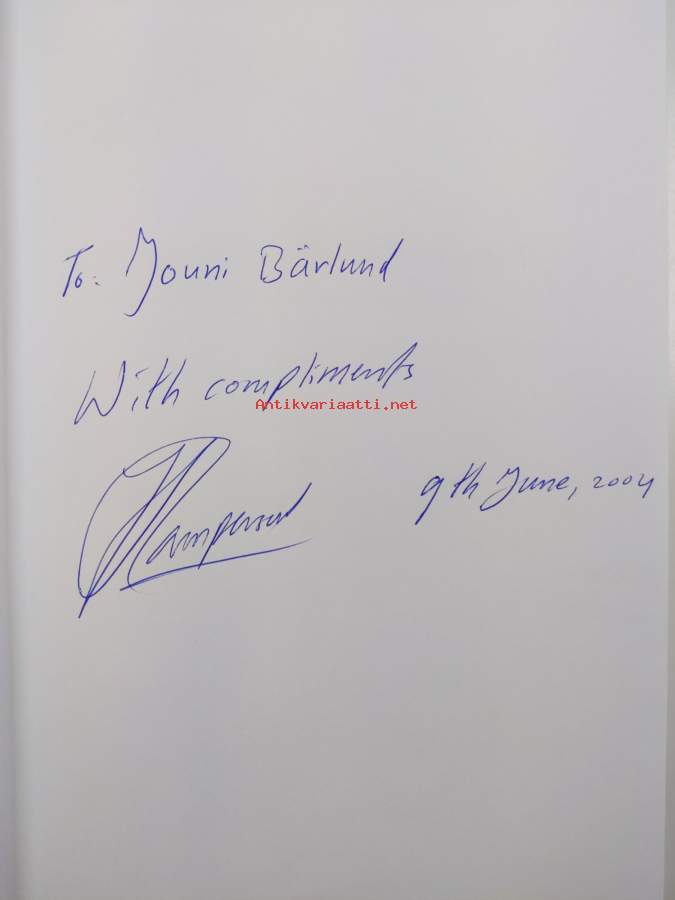 To: Jouni Bärlund
With compliments
Antikvariaatti.net
9th June, 2004